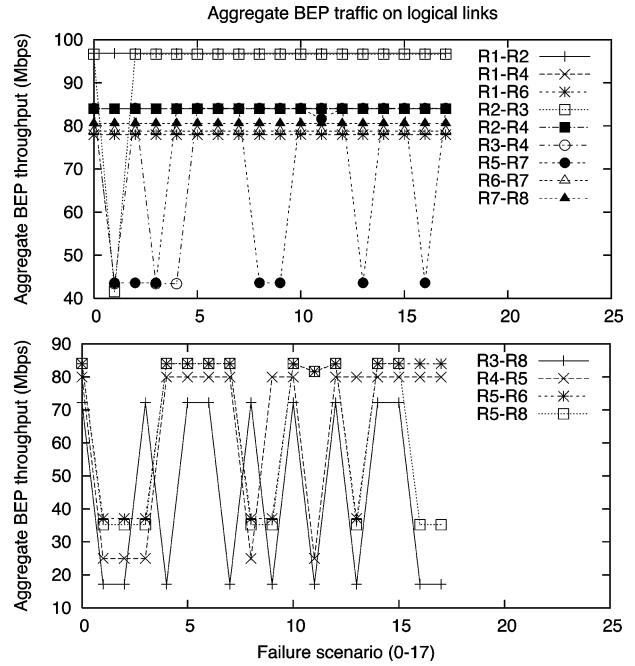 Aggregate BEP traffic on logical links
Aggregate BEP throughput (Mbps)
100
90
80
70
60
50
40
0
5
10
15
20
25
R1-R2
R1-R4
R1-R6
R2-R3
R2-R4
R3-R4
R5-R7
R6-R7
R7-R8
Aggregate BEP throughput (Mbps)
90
80
70
60
50
40
30
20
10
0
5
10
15
20
25
R3-R8
R4-R5
R5-R6
R5-R8
Failure scenario (0-17)